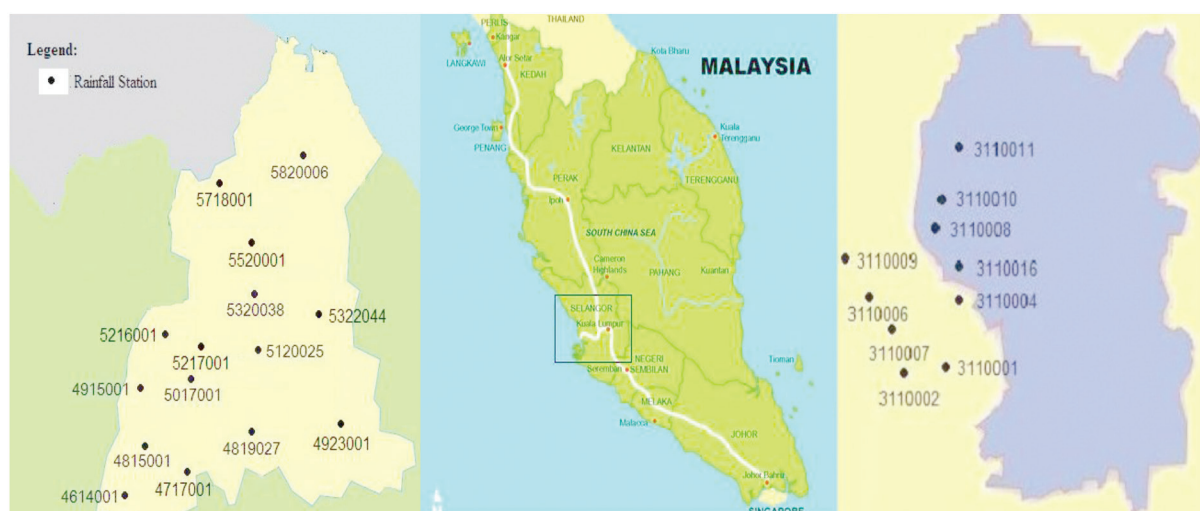 Legend:
Rainfall Station
5820006
5718001
5520001
5320038
5322044
5216001
5217001
5120025
5017001
4915001
4819027
4923001
4815001
4717001
4614001
THAILAND
PERLIS
Kangar
LANGKAWI
Alor Setar
KEDAH
Kota Bharu
MALAYSIA
George Town
PENANG
Kuala
Terengganu
KELANTAN
PERAK
TERENGGANU
Ipoh
SOUTH CHINA SEA
Cameron
Highlands
PAHANG
Kuantan
SELANGOR
Kuala Lumpur
NEGERI
SEMBILAN
Seremban
Tioman
MELAKA
Malacca
JOHOR
Johor Bahru
SINGAPORE
3110011
3110010
3110008
3110009
3110016
3110004
3110006
3110007
3110001
3110002